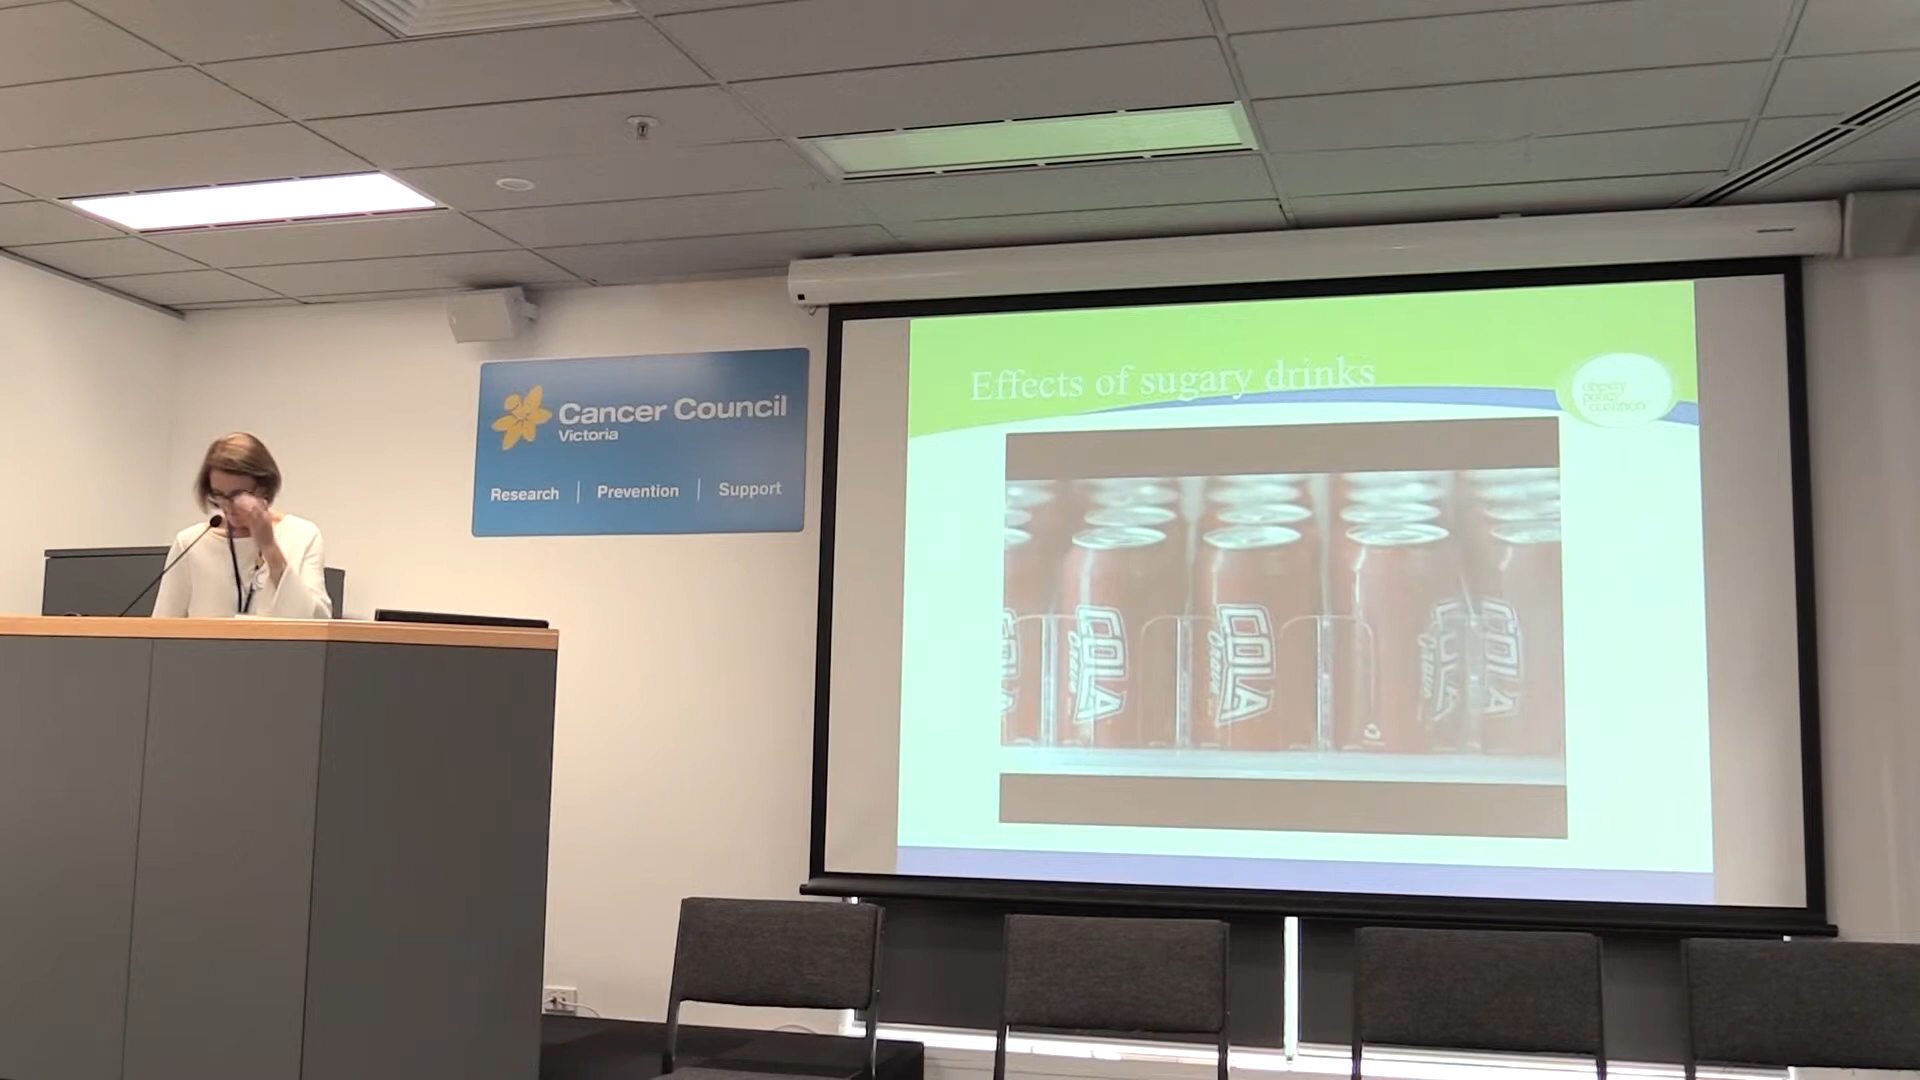 Cancer Council
Victoria
Research | Prevention | Support
Effects of sugary drinks
obesity
policy
coalition
COLA
COLA
COLA